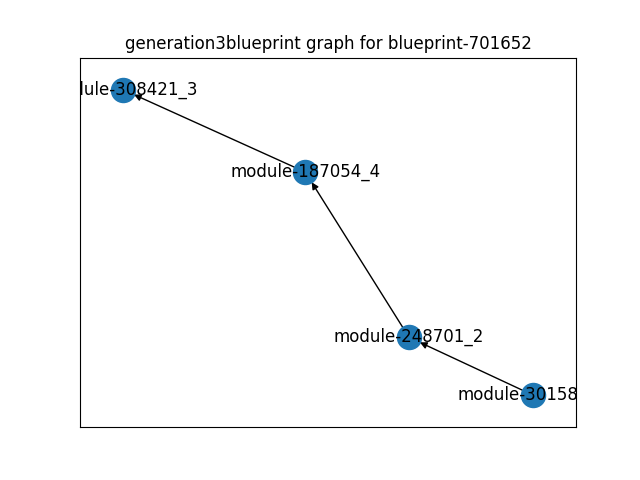 generation3blueprint graph for blueprint-701652
lule-308421_3
module-187054_4
module-248701_2
module-30158